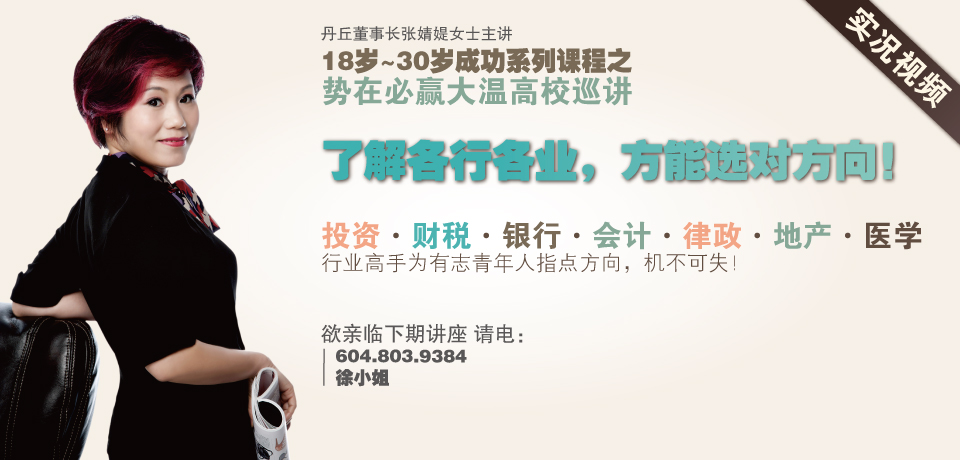 丹丘董事长张婧媞女士主讲
18岁~30岁成功系列课程之
势在必赢大温高校巡讲
实况视频
了解各行各业，方能选对方向！
投资·财税·银行·会计·律政·地产·医学
行业高手为有志青年人指点方向，机不可失！
欲亲临下期讲座 请电：
604.803.9384
徐小姐